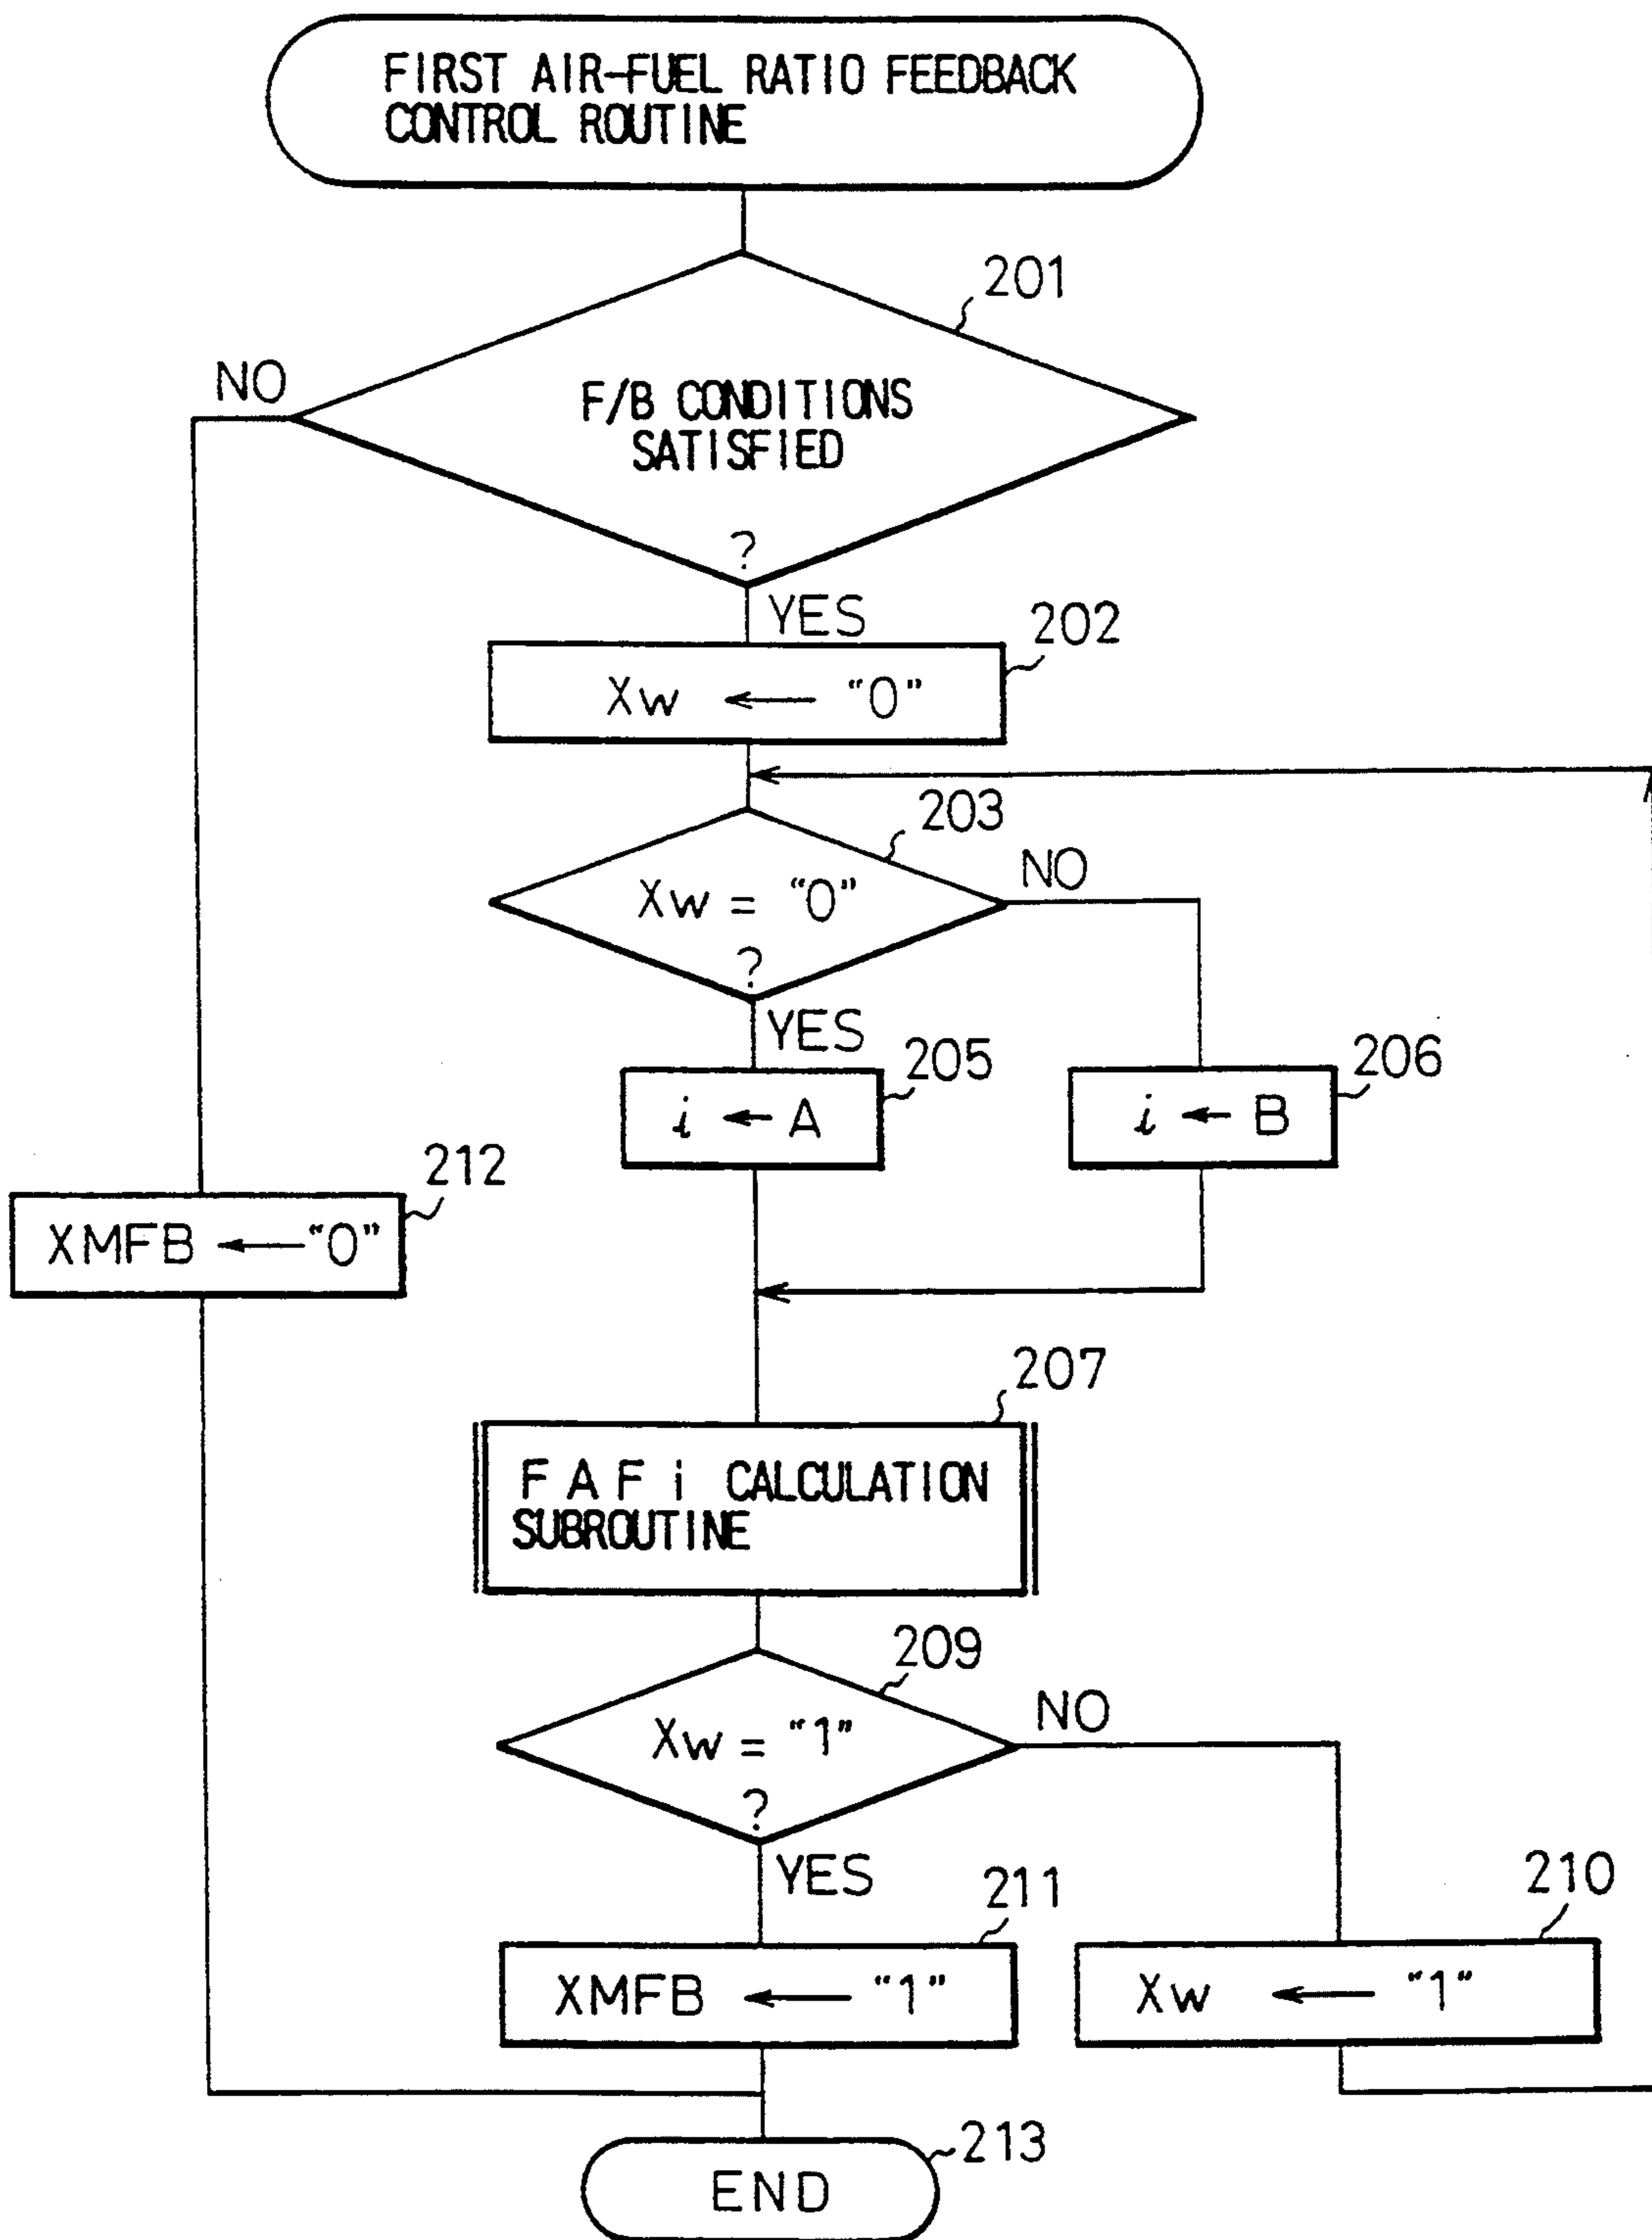 FIRST AIR-FUEL RATIO FEEDBACK
CONTROL ROUTINE
201
NO
F/B CONDITIONS
SATISFIED
?
YES
202
Xw ← "0"
203
NO
Xw = "0"
?
YES
205
206
i ← A
i ← B
212
XMFB ← "0"
207
FAFi CALCULATION
SUBROUTINE
209
NO
Xw = "1"
?
YES
211
210
XMFB ← "1"
Xw ← "1"
213
END